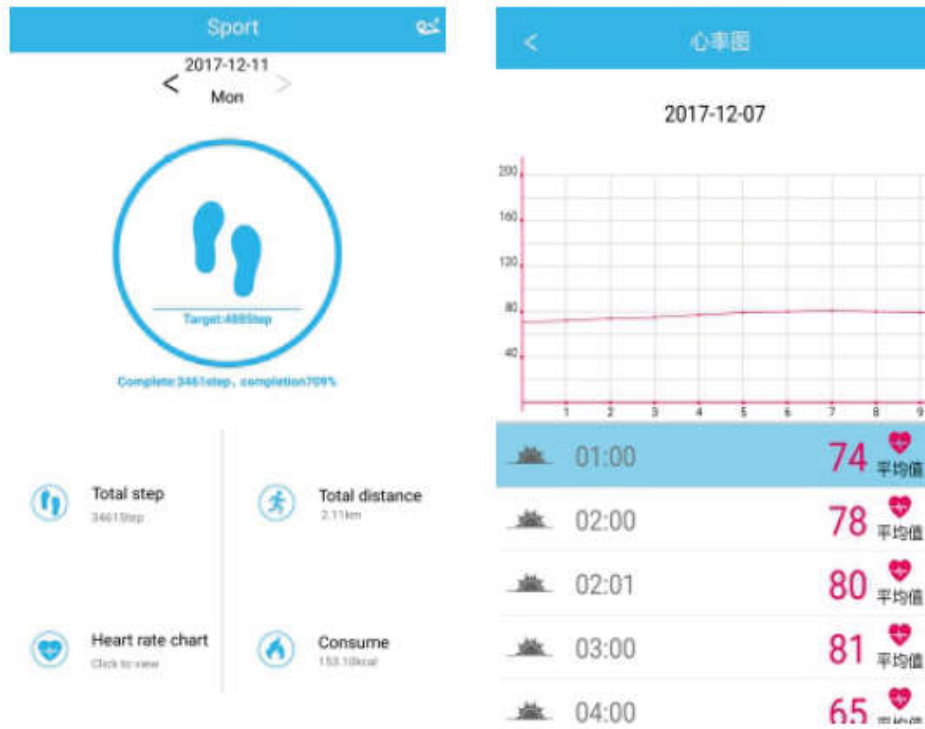 Sport
2017-12-11
Mon
Target:488Step
Complete:3461step，completion709%
Total step
3461Step
Total distance
2.11km
Heart rate chart
Click to view
Consume
153.10kcal
心率图
2017-12-07
200
160
120
80
40
1 2 3 4 5 6 7 8 9
01:00 74 平均值
02:00 78 平均值
02:01 80 平均值
03:00 81 平均值
04:00 65